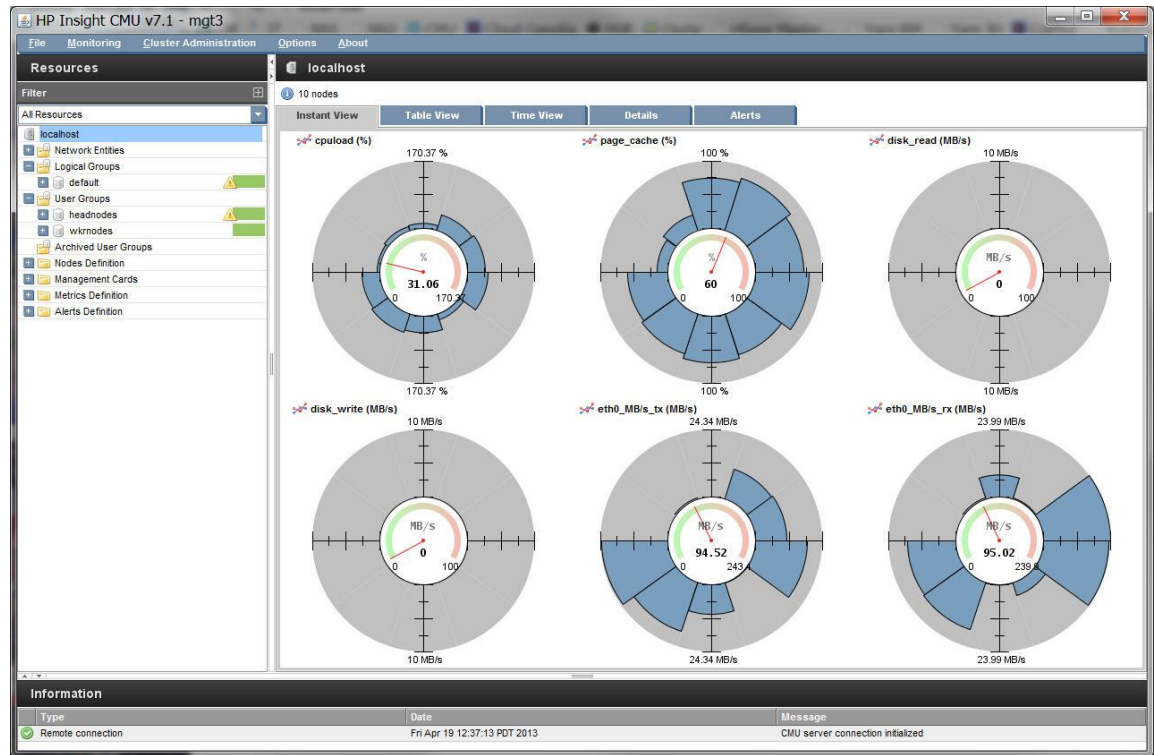 HP Insight CMU v7.1 - mgt3
File Monitoring Cluster Administration Options About
Resources
Filter
All Resources
localhost
Network Entities
Logical Groups
default
User Groups
headnodes
wkrnodes
Archived User Groups
Nodes Definition
Management Cards
Metrics Definition
Alerts Definition
localhost
10 nodes
Instant View Table View Time View Details Alerts
cpuload (%)
170.37 %
%
31.06
0 170.37
170.37 %
page_cache (%)
100 %
%
60
0 100
100 %
disk_read (MB/s)
10 MB/s
MB/s
0
0 100
10 MB/s
disk_write (MB/s)
10 MB/s
MB/s
0
0 100
10 MB/s
eth0_MB/s_tx (MB/s)
24.34 MB/s
MB/s
94.52
0 243.4
24.34 MB/s
eth0_MB/s_rx (MB/s)
23.99 MB/s
MB/s
95.02
0 239.
23.99 MB/s
Information
Type Date Message
Remote connection Fri Apr 19 12:37:13 PDT 2013 CMU server connection initialized